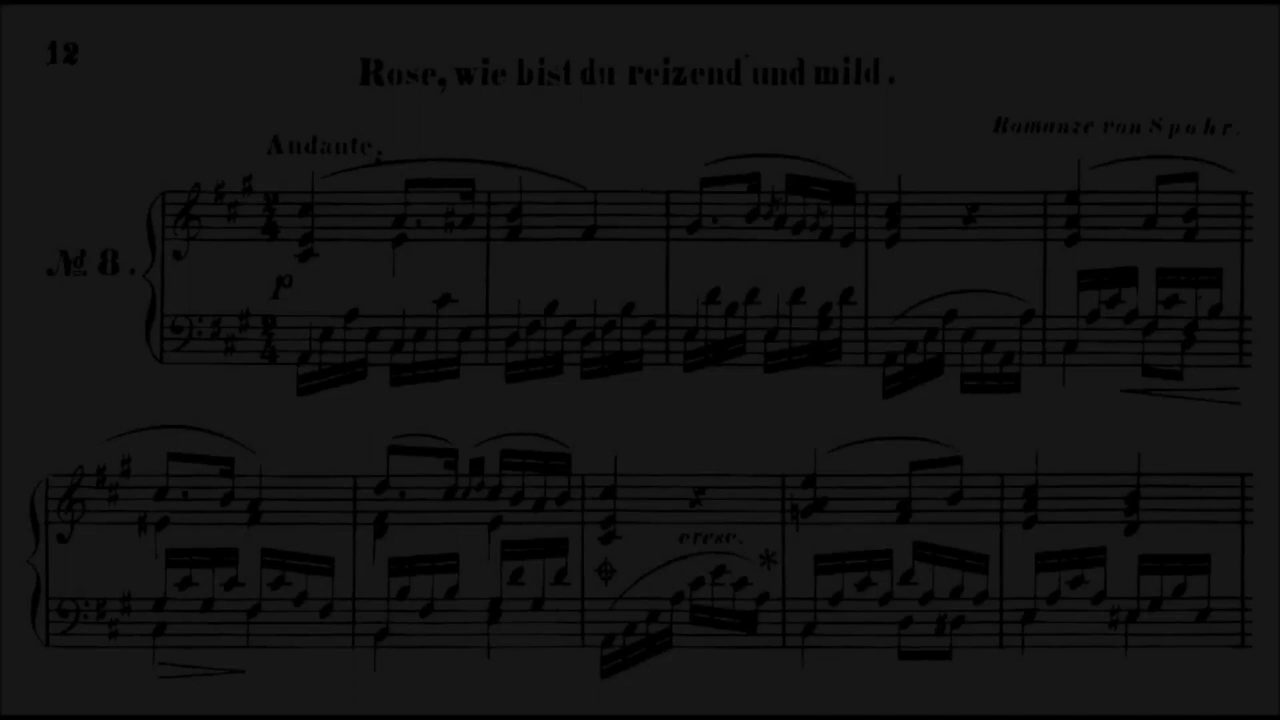 12
Rose, wie bist du reizend und mild.
Romanze von Spohr.
Andante.
No 8.
p
cresc.